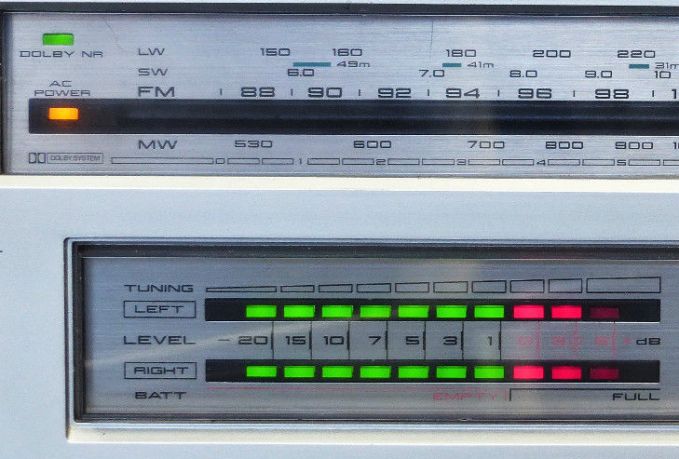 DOLBY NR
LW 150 160 180 200 220
49m 41m 31m
SW 6.0 7.0 8.0 9.0 10
AC POWER
FM 88 90 92 94 96 98
MW 530 600 700 800 900
DOLBY SYSTEM 0 1 2 3 4 5
TUNING
LEFT
LEVEL - 20 15 10 7 5 3 1 0 3 + dB
RIGHT
BATT EMPTY FULL